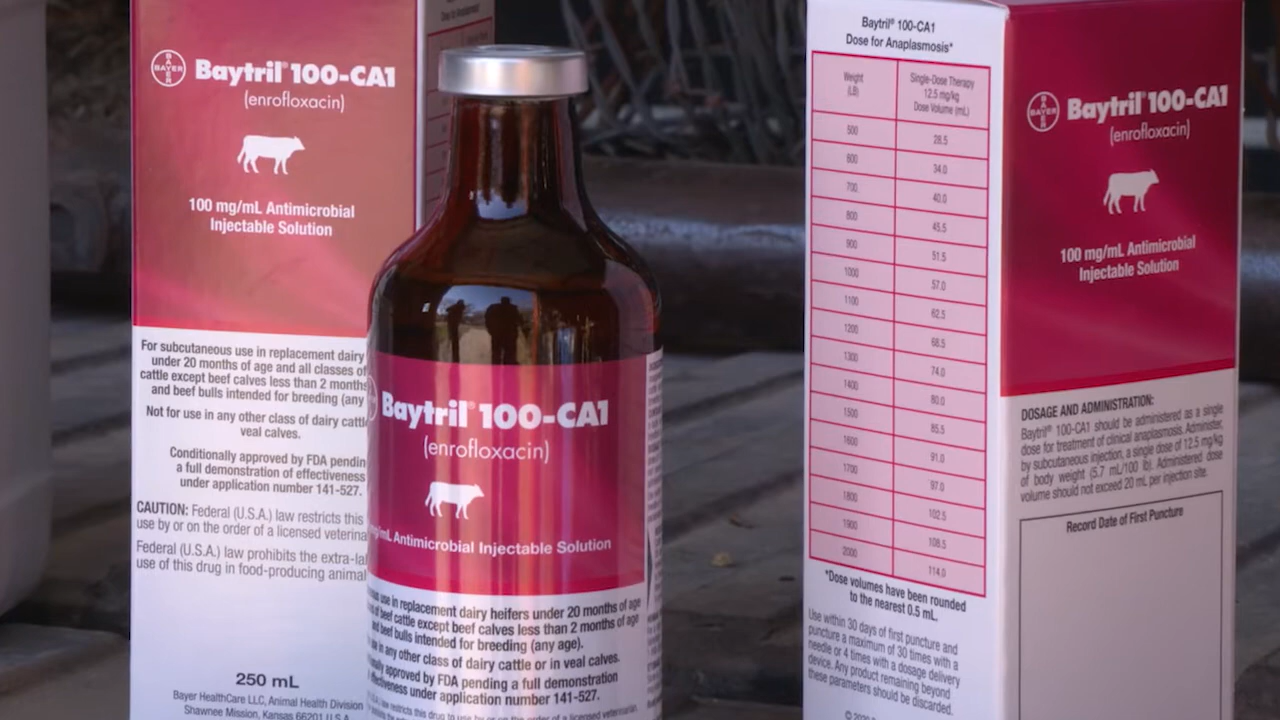 BAYER
Baytril® 100-CA1
(enrofloxacin)
100 mg/mL Antimicrobial
Injectable Solution
For subcutaneous use in replacement dairy
under 20 months of age and all classes of
cattle except beef calves less than 2 months
and beef bulls intended for breeding (any
Not for use in any other class of dairy cattle
veal calves.
Conditionally approved by FDA pending
a full demonstration of effectiveness
under application number 141-527.
CAUTION: Federal (U.S.A.) law restricts this
use by or on the order of a licensed
Federal (U.S.A.) law prohibits the
use of this drug in food-producing
250 mL
Bayer HealthCare LLC, Animal Health Division
Shawnee Mission, Kansas 66201 U.S.A.
Baytril® 100-CA1
(enrofloxacin)
Antimicrobial Injectable Solution
use in replacement dairy heifers under 20 months of age
of beef cattle except beef calves less than 2 months of age
and beef bulls intended for breeding (any age).
in any other class of dairy cattle or in veal calves.
approved by FDA pending a full demonstration
effectiveness under application number 141-527.
law restricts this drug to use by or on the order of a licensed veterinarian.
Baytril® 100-CA1
Dose for Anaplasmosis*
Weight (LB) Single-Dose Therapy 12.5 mg/kg Dose Volume (mL)
500 28.5
600 34.0
700 40.0
800 45.5
900 51.5
1000 57.0
1100 62.5
1200 68.5
1300 74.0
1400 80.0
1500 85.5
1600 91.0
1700 97.0
1800 102.5
1900 108.5
2000 114.0
*Dose volumes have been rounded
to the nearest 0.5 mL.
Use within 30 days of first puncture and
puncture a maximum of 30 times with a
needle or 4 times with a dosage delivery
device. Any product remaining beyond
these parameters should be discarded.
BAYER
Baytril® 100-CA1
(enrofloxacin)
100 mg/mL Antimicrobial
Injectable Solution
DOSAGE AND ADMINISTRATION:
Baytril® 100-CA1 should be administered as a single
dose for treatment of clinical anaplasmosis. Administer,
by subcutaneous injection, a single dose of 12.5 mg/kg
of body weight (5.7 mL/100 lb). Administered dose
volume should not exceed 20 mL per injection site.
Record Date of First Puncture